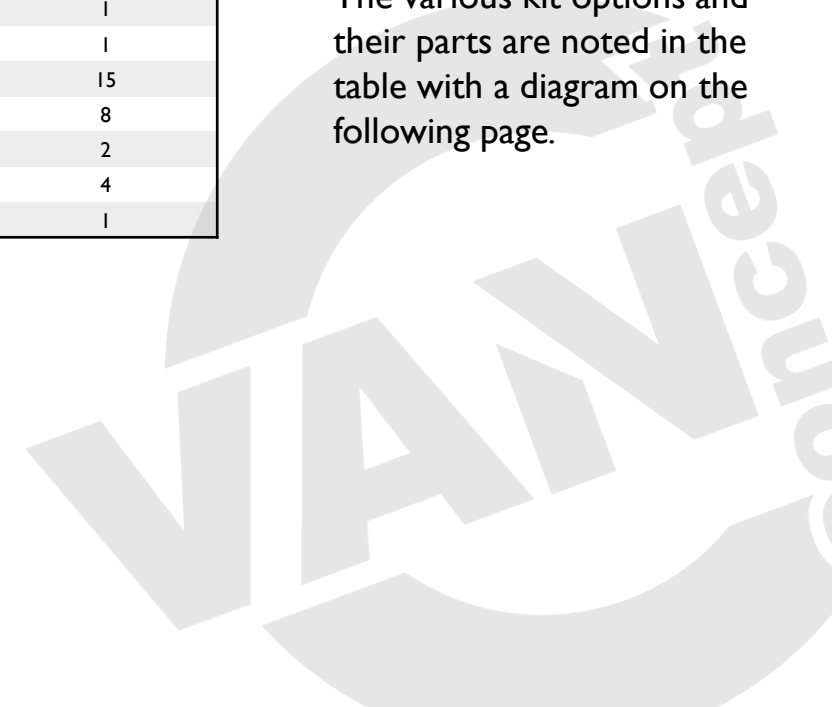 1
1
15
8
2
4
1
The various kit options and
their parts are noted in the
table with a diagram on the
following page.
VAN
concept